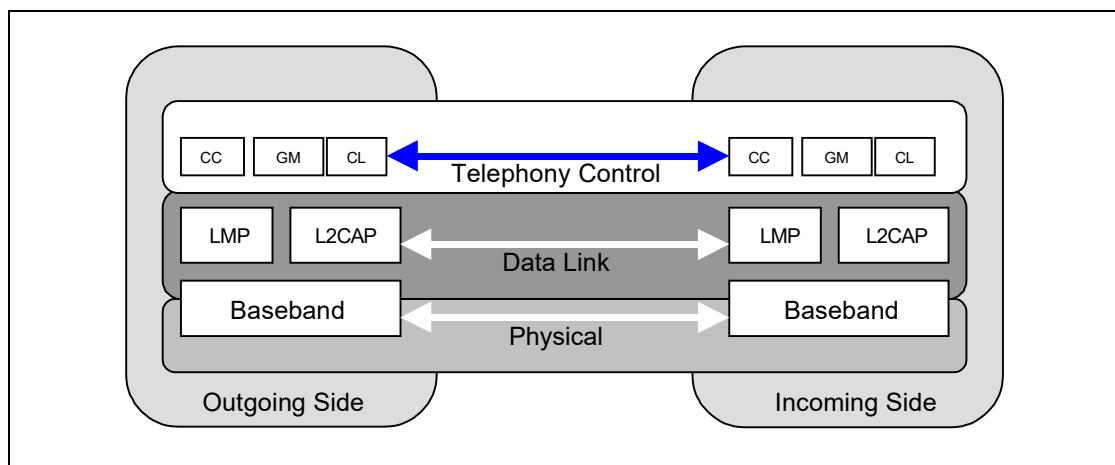 CC GM CL CC GM CL
Telephony Control
LMP L2CAP LMP L2CAP
Data Link
Baseband Baseband
Physical
Outgoing Side Incoming Side